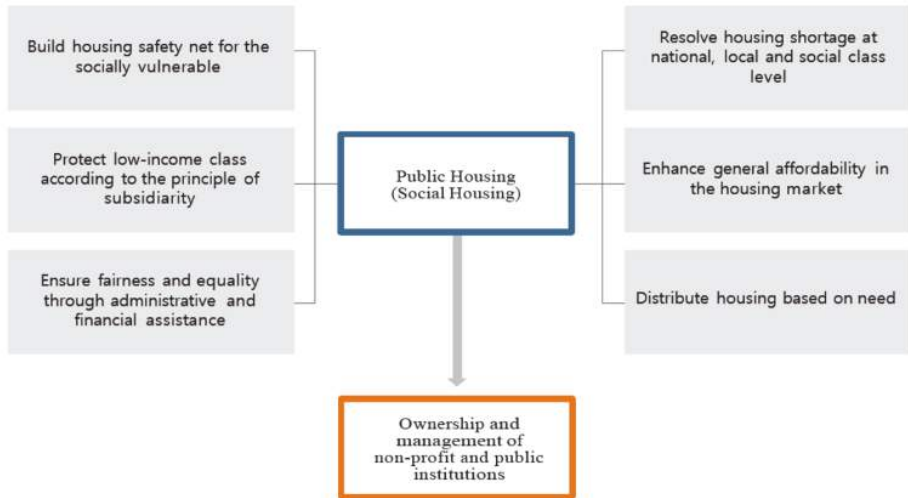 Build housing safety net for the
socially vulnerable
Protect low-income class
according to the principle of
subsidiarity
Ensure fairness and equality
through administrative and
financial assistance
Public Housing
(Social Housing)
Resolve housing shortage at
national, local and social class
level
Enhance general affordability in
the housing market
Distribute housing based on need
Ownership and
management of
non-profit and public
institutions